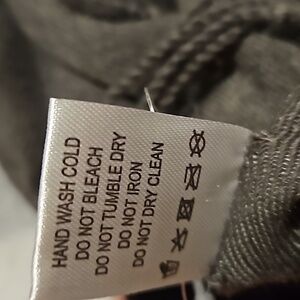 HAND WASH COLD
DO NOT BLEACH
DO NOT TUMBLE DRY
DO NOT IRON
DO NOT DRY CLEAN